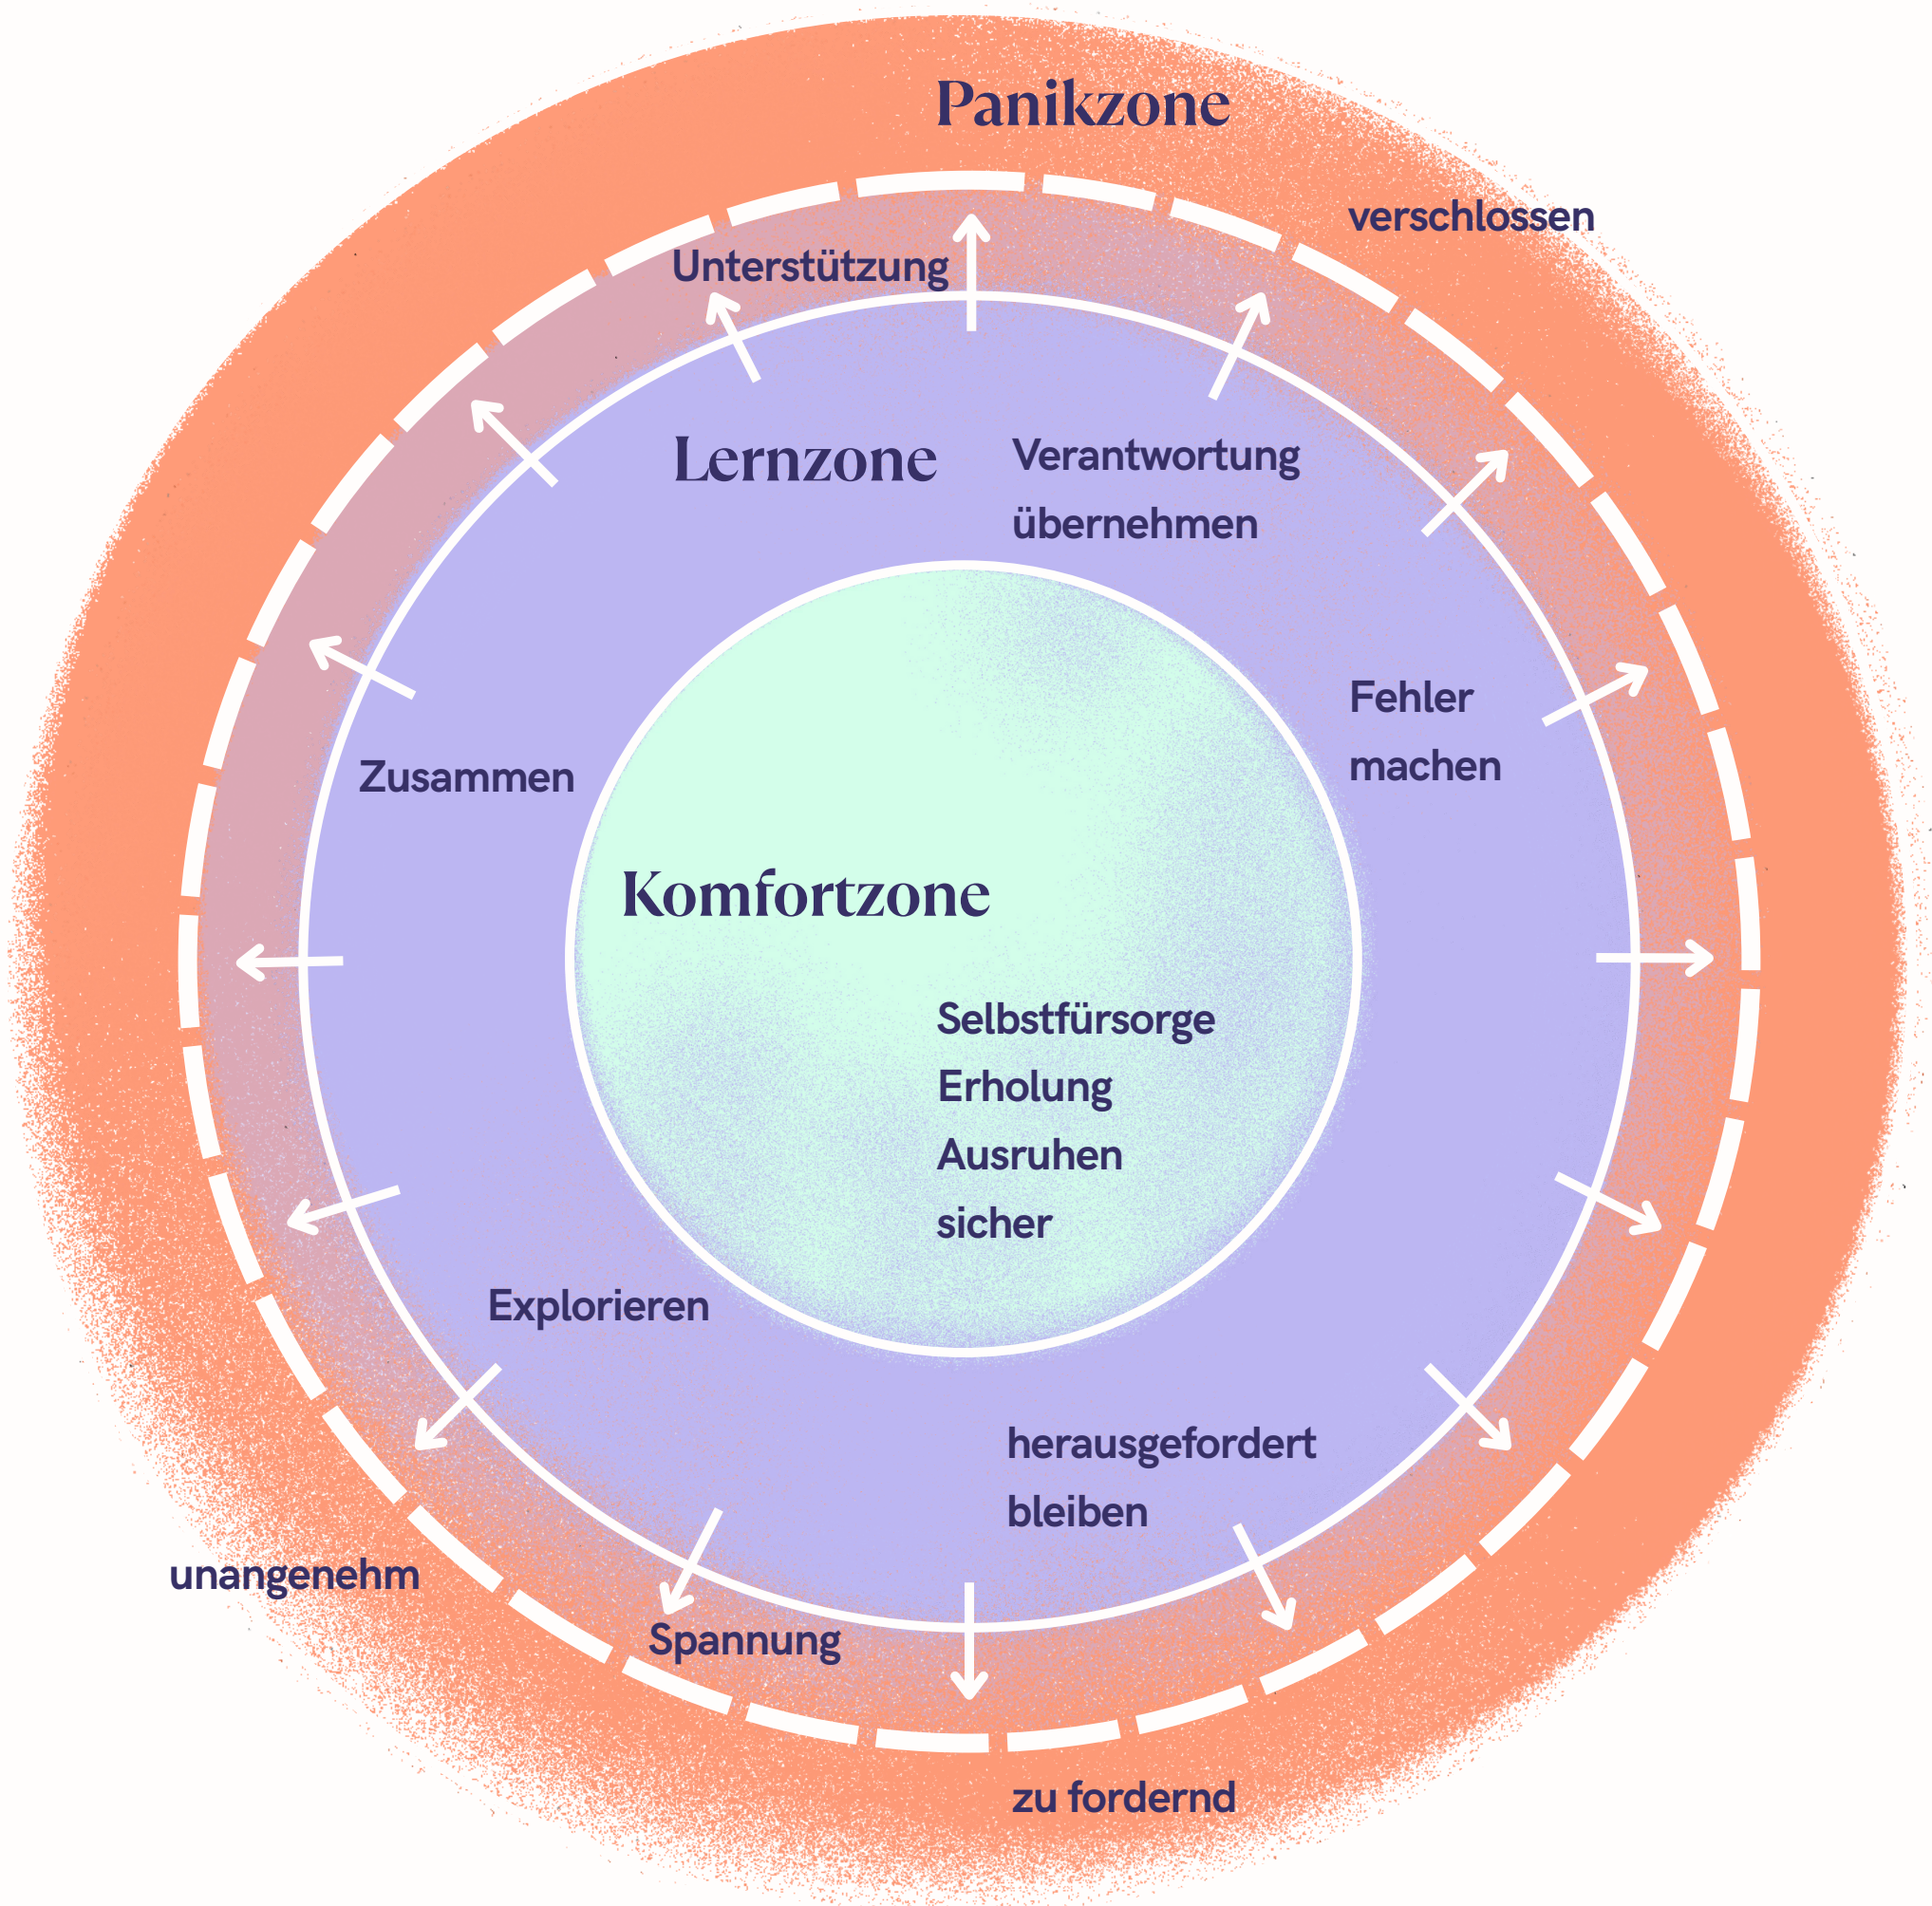 Panikzone
verschlossen
Unterstützung
Lernzone
Verantwortung
übernehmen
Fehler
machen
Zusammen
Komfortzone
Selbstfürsorge
Erholung
Ausruhen
sicher
Explorieren
herausgefordert
bleiben
unangenehm
Spannung
zu fordernd